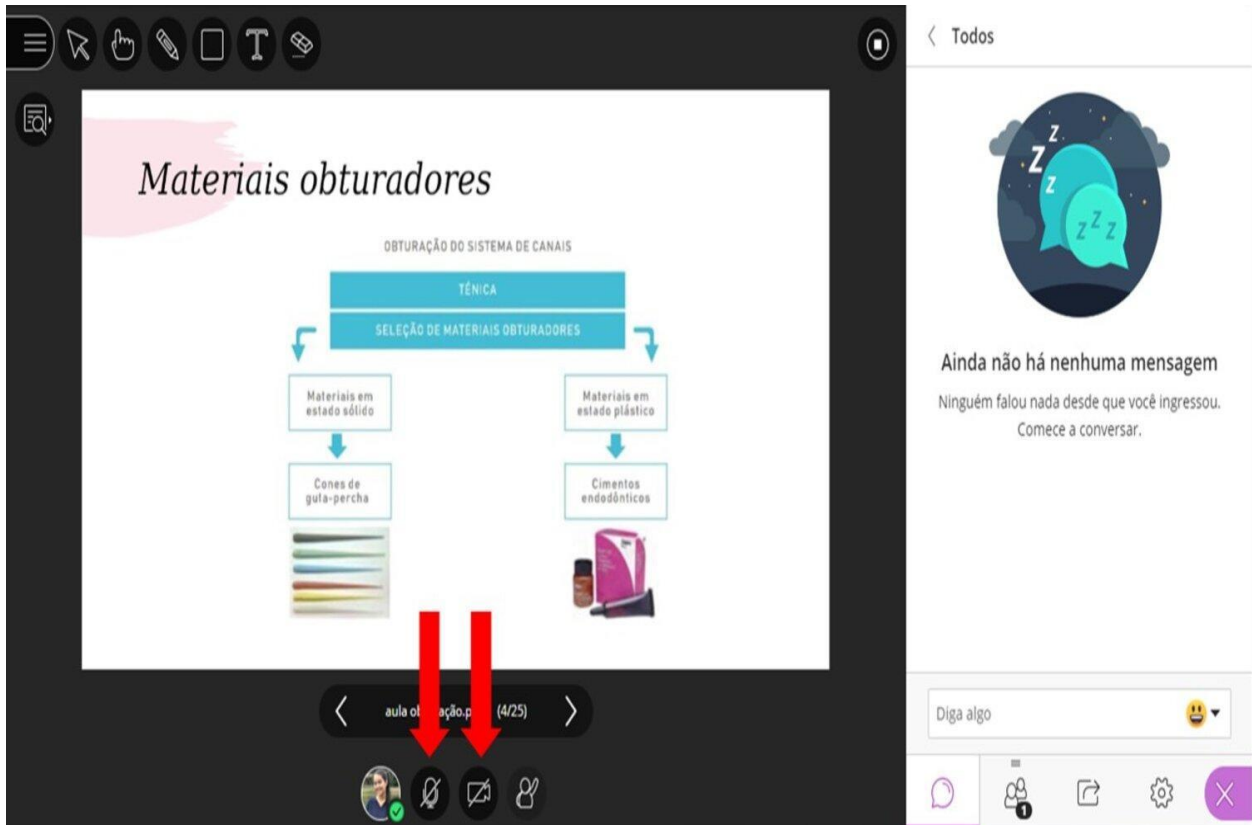 Todos
Materiais obturadores
OBTURAÇÃO DO SISTEMA DE CANAIS
TÉNICA
SELEÇÃO DE MATERIAIS OBTURADORES
Materiais em
estado sólido
Materiais em
estado plástico
Cones de
guta-percha
Cimentos
endodônticos
Z
Z
Z
Z Z Z
Ainda não há nenhuma mensagem
Ninguém falou nada desde que você ingressou.
Comece a conversar.
aula (4/25)
Diga algo
1